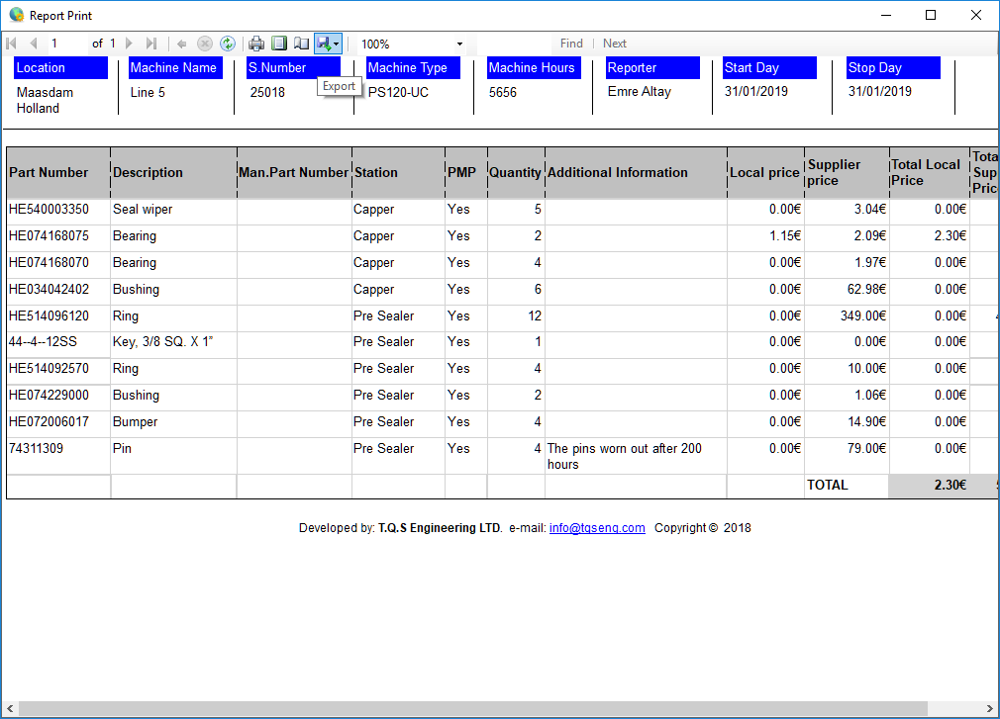 Report Print
1 of 1 100% Find Next
Location Machine Name S.Number Machine Type Machine Hours Reporter Start Day Stop Day
Maasdam Line 5 25018 PS120-UC 5656 Emre Altay 31/01/2019 31/01/2019
Holland
Export
Part Number Description Man.Part Number Station PMP Quantity Additional Information Local price Supplier price Total Local Price
HE540003350 Seal wiper Capper Yes 5 0.00€ 3.04€ 0.00€
HE074168075 Bearing Capper Yes 2 1.15€ 2.09€ 2.30€
HE074168070 Bearing Capper Yes 4 0.00€ 1.97€ 0.00€
HE034042402 Bushing Capper Yes 6 0.00€ 62.98€ 0.00€
HE514096120 Ring Pre Sealer Yes 12 0.00€ 349.00€ 0.00€
44--4--12SS Key, 3/8 SQ. X 1” Pre Sealer Yes 1 0.00€ 0.00€ 0.00€
HE514092570 Ring Pre Sealer Yes 4 0.00€ 10.00€ 0.00€
HE074229000 Bushing Pre Sealer Yes 2 0.00€ 1.06€ 0.00€
HE072006017 Bumper Pre Sealer Yes 4 0.00€ 14.90€ 0.00€
74311309 Pin Pre Sealer Yes 4 The pins worn out after 200 0.00€ 79.00€ 0.00€
hours
TOTAL 2.30€
Developed by: T.Q.S Engineering LTD. e-mail: info@tqseng.com Copyright © 2018